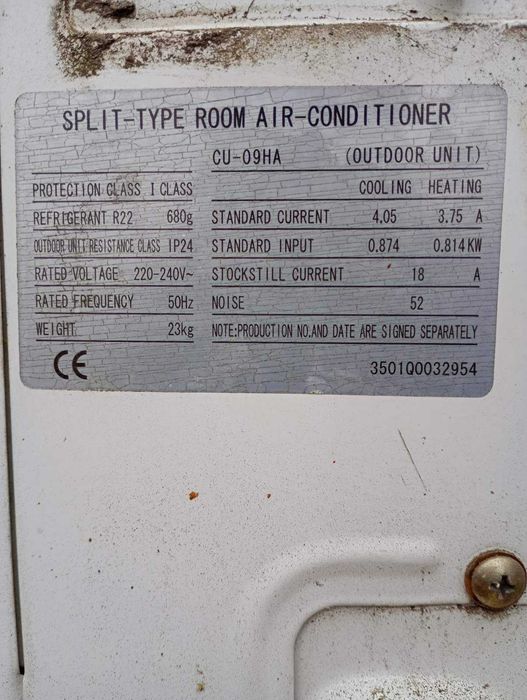 SPLIT-TYPE ROOM AIR-CONDITIONER
CU-09HA (OUTDOOR UNIT)
PROTECTION CLASS I CLASS COOLING HEATING
REFRIGERANT R22 680g STANDARD CURRENT 4.05 3.75 A
OUTDOOR UNIT RESISTANCE CLASS IP24 STANDARD INPUT 0.874 0.814KW
RATED VOLTAGE 220-240V~ STOCKSTILL CURRENT 18 A
RATED FREQUENCY 50Hz NOISE 52
WEIGHT 23kg NOTE:PRODUCTION NO.AND DATE ARE SIGNED SEPARATELY
CE 3501Q0032954